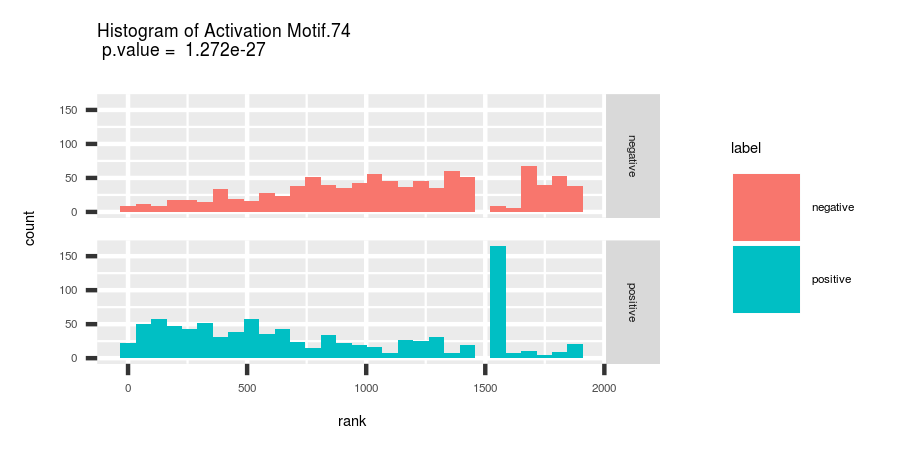 Histogram of Activation Motif.74
p.value = 1.272e-27
150
100
50
0
negative
150
100
50
0
positive
count
0 500 1000 1500 2000
rank
label
negative
positive